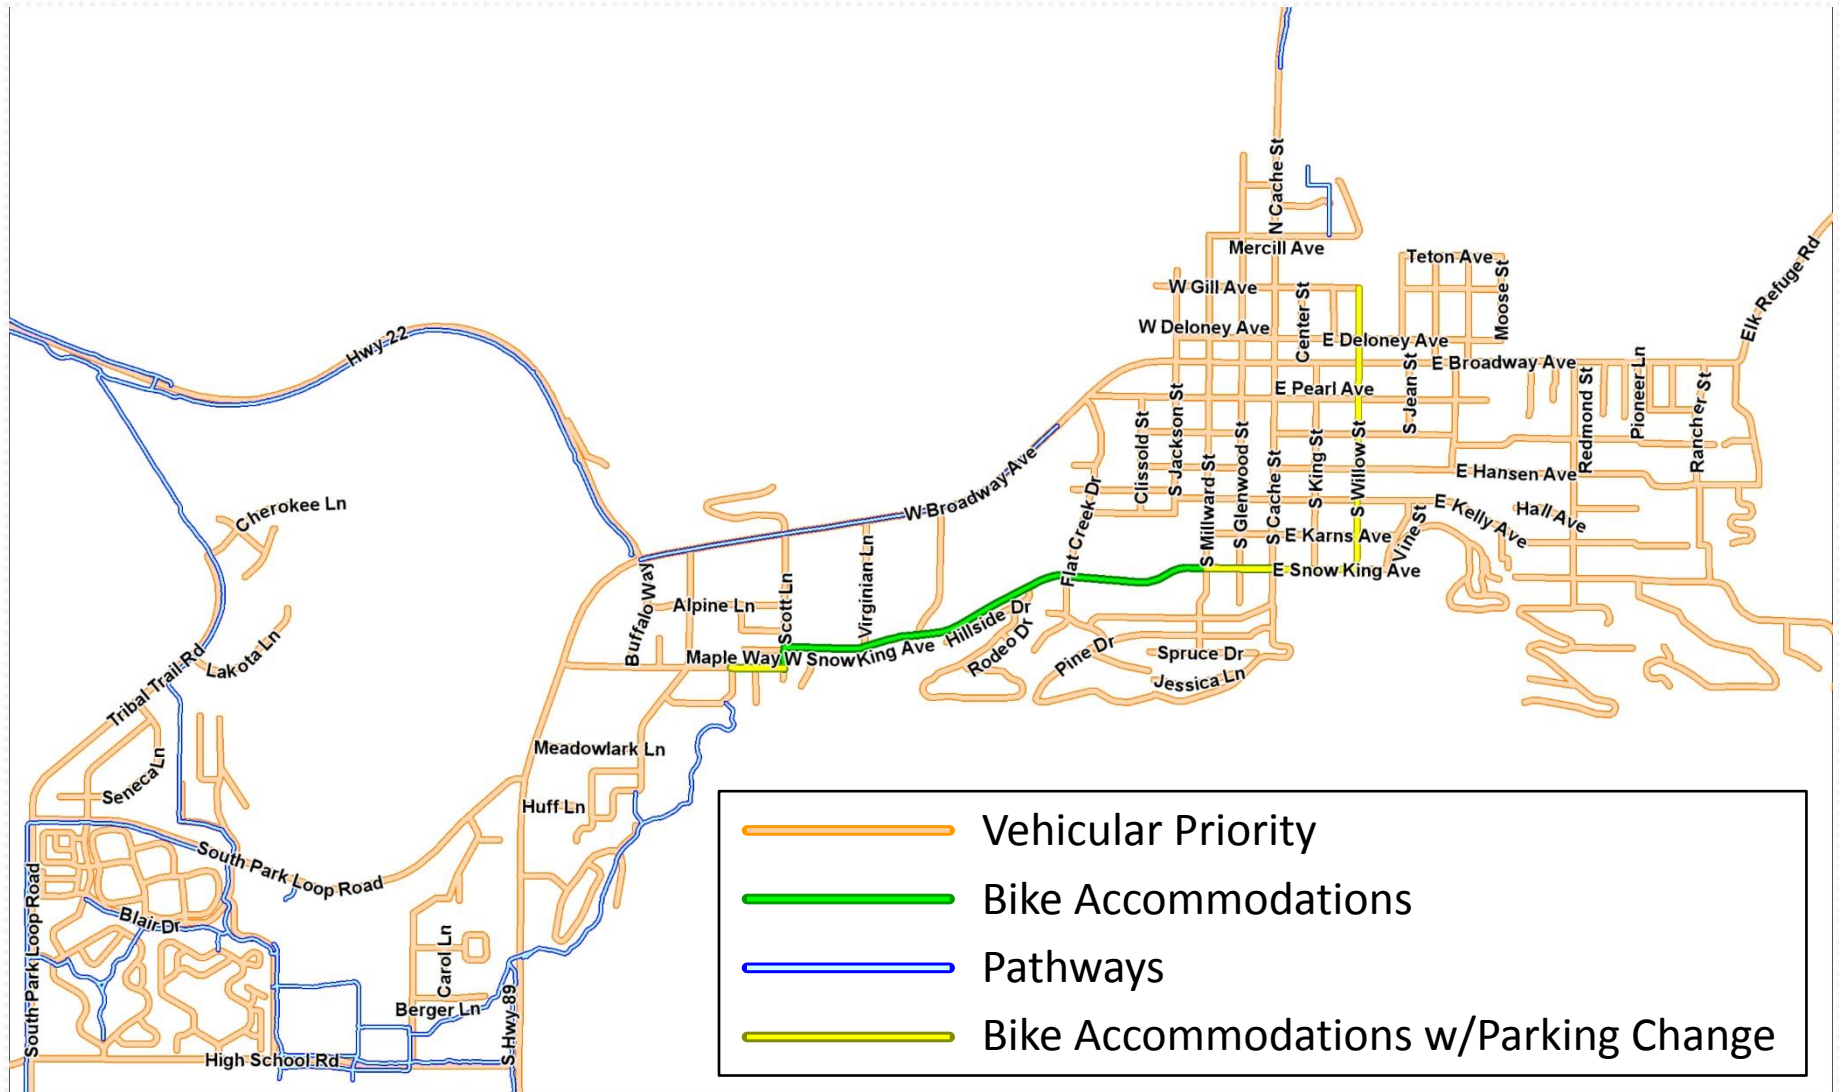 N Cache St
Mercill Ave
Elk Refuge Rd
Teton Ave
Moose St
W Gill Ave
Center St
W Deloney Ave
E Deloney Ave
Hwy 22
E Broadway Ave
S Jean St
E Pearl Ave
Redmond St
Pioneer Ln
Rancher St
Clissold St
S Jackson St
S Millward St
S Glenwood St
S Cache St
S King St
S Willow St
W Broadway Ave
E Hansen Ave
Cherokee Ln
Flat Creek Dr
E Kelly Ave
Hall Ave
Vine St
E Karns Ave
E Snow King Ave
Buffalo Way
Alpine Ln
Scott Ln
Virginian Ln
Hillside Dr
Rodeo Dr
Maple Way
W Snow King Ave
Pine Dr
Spruce Dr
Jessica Ln
Lakota Ln
Tribal Trail Rd
Seneca Ln
Meadowlark Ln
Huff Ln
South Park Loop Road
South Park Loop Road
Blair Dr
Carol Ln
Berger Ln
S Hwy 89
High School Rd
Vehicular Priority
Bike Accommodations
Pathways
Bike Accommodations w/Parking Change